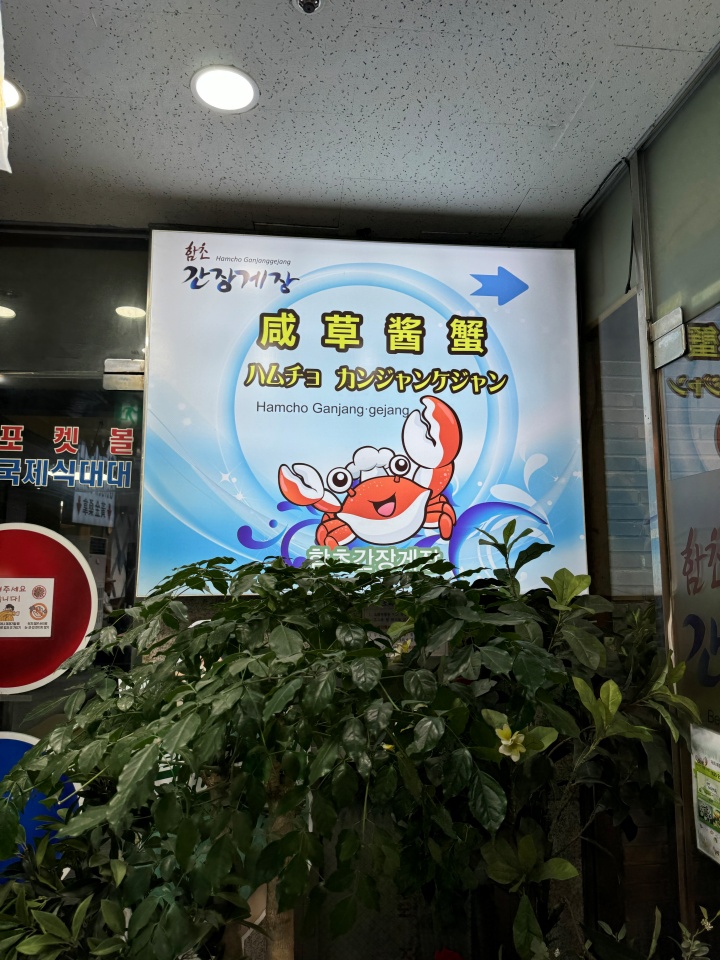 함초
Hamcho Ganjanggejang
간장게장
咸草酱蟹
ハムチョ カンジャンケジャン
Hamcho Ganjang·gejang
함초간장게장
포켓볼
국제식대대